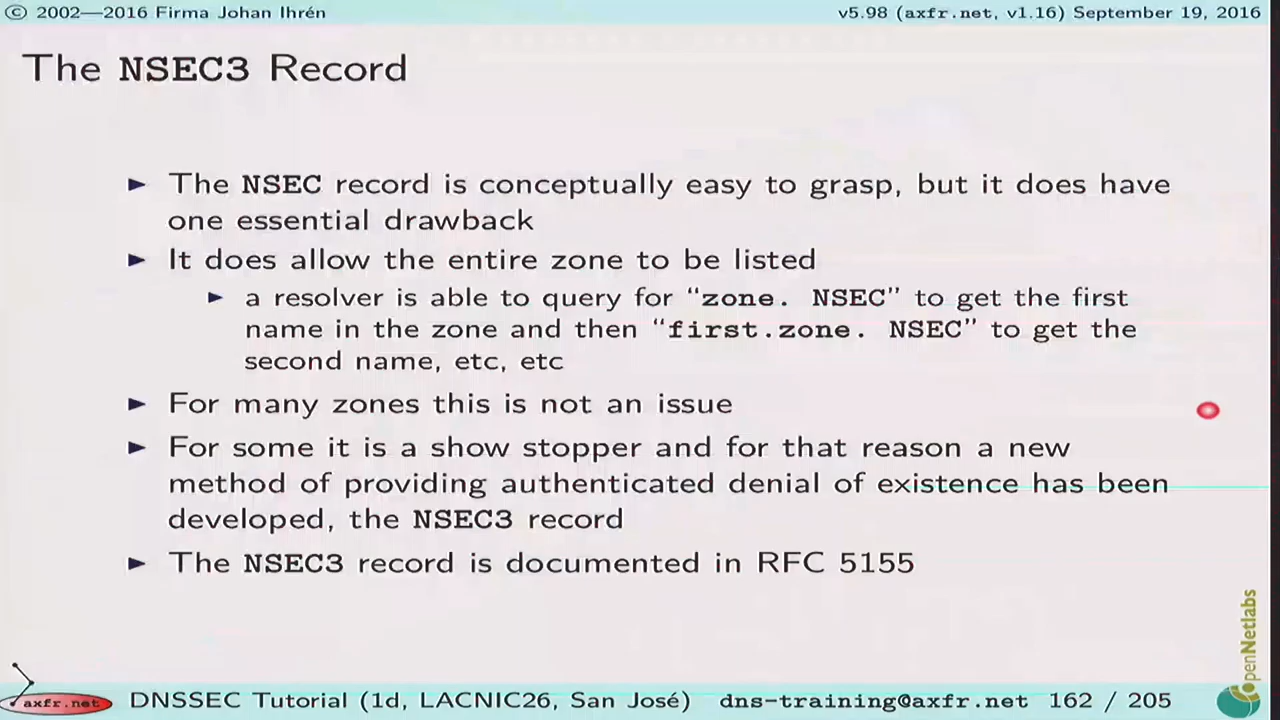 © 2002—2016 Firma Johan Ihrén
v5.98 (axfr.net, v1.16) September 19, 2016
The NSEC3 Record
► The NSEC record is conceptually easy to grasp, but it does have
one essential drawback
► It does allow the entire zone to be listed
► a resolver is able to query for “zone. NSEC” to get the first
name in the zone and then “first.zone. NSEC” to get the
second name, etc, etc
► For many zones this is not an issue
► For some it is a show stopper and for that reason a new
method of providing authenticated denial of existence has been
developed, the NSEC3 record
► The NSEC3 record is documented in RFC 5155
openNetlabs
axfr.net
DNSSEC Tutorial (1d, LACNIC26, San José)
dns-training@axfr.net
162 / 205